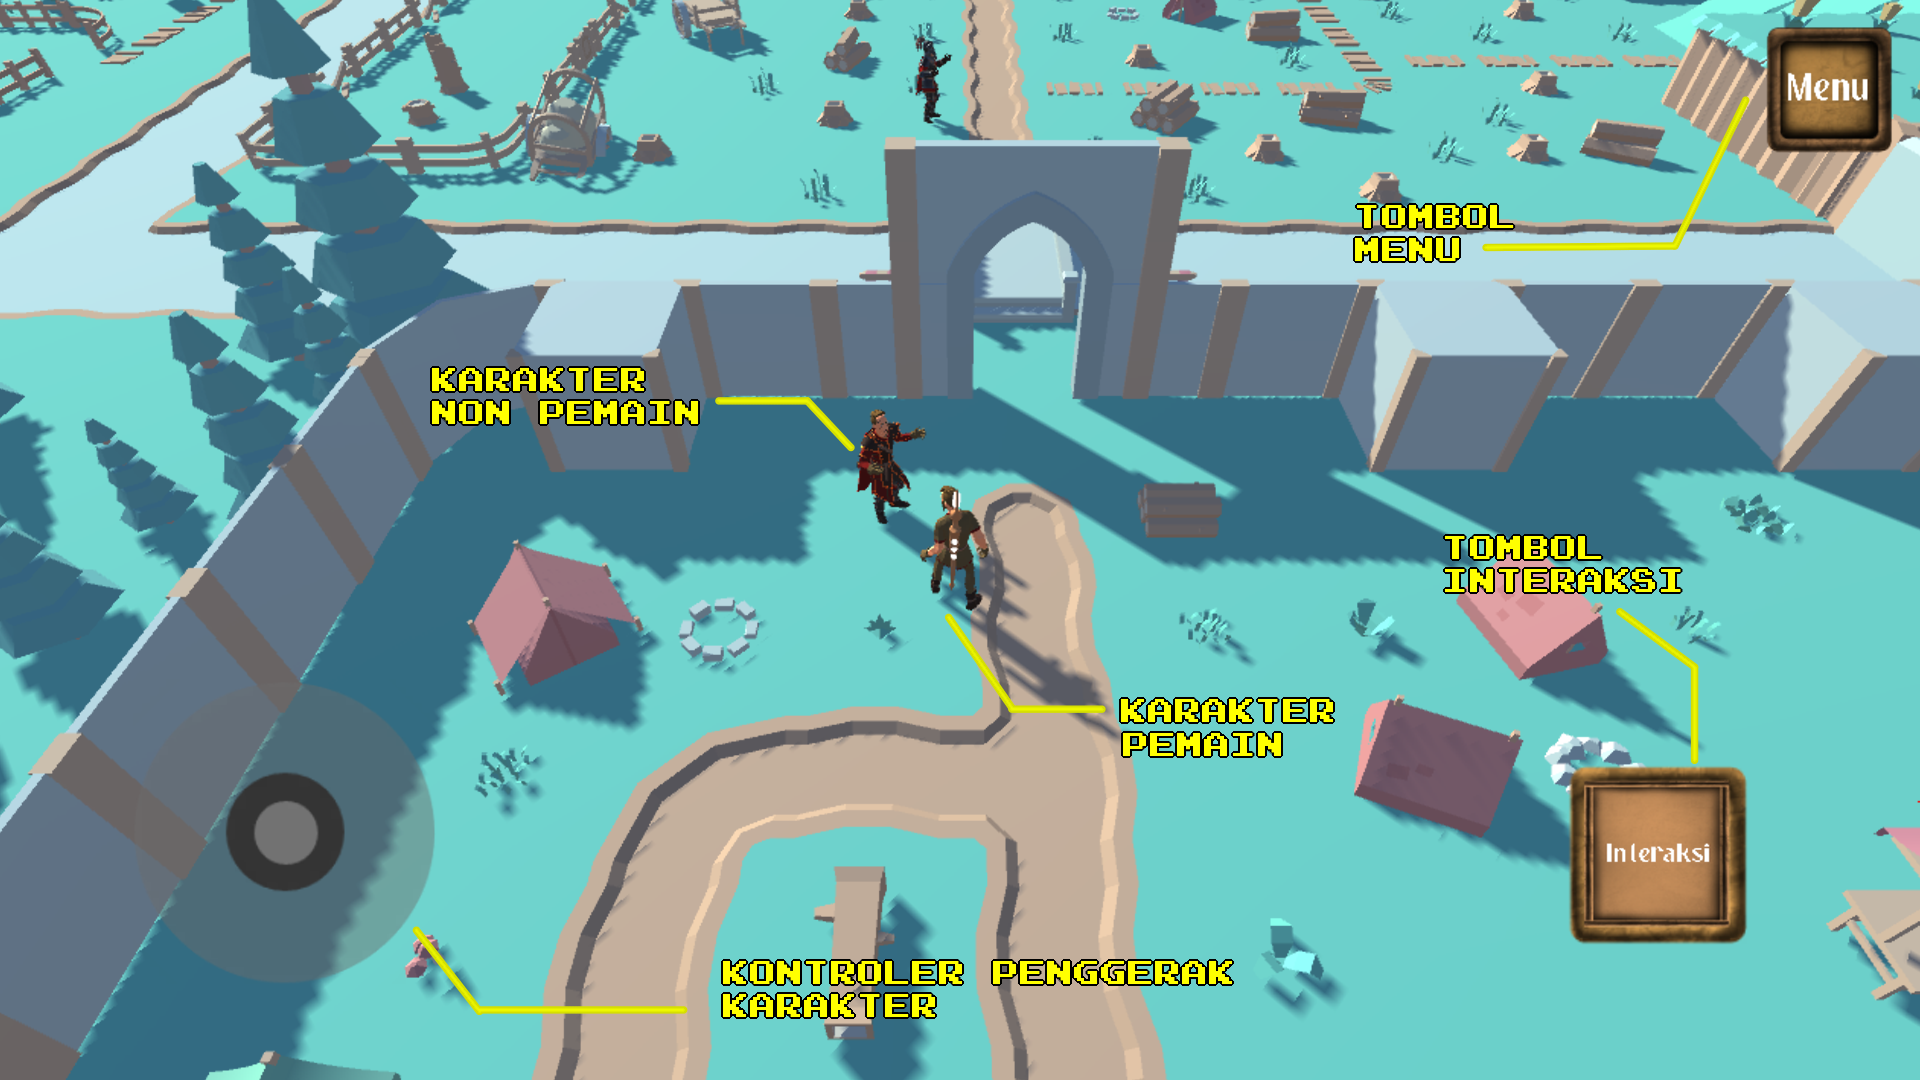 Menu
TOMBOL
MENU
KARAKTER
NON PEMAIN
TOMBOL
INTERAKSI
KARAKTER
PEMAIN
Interaksi
KONTROLER PENGGERAK
KARAKTER